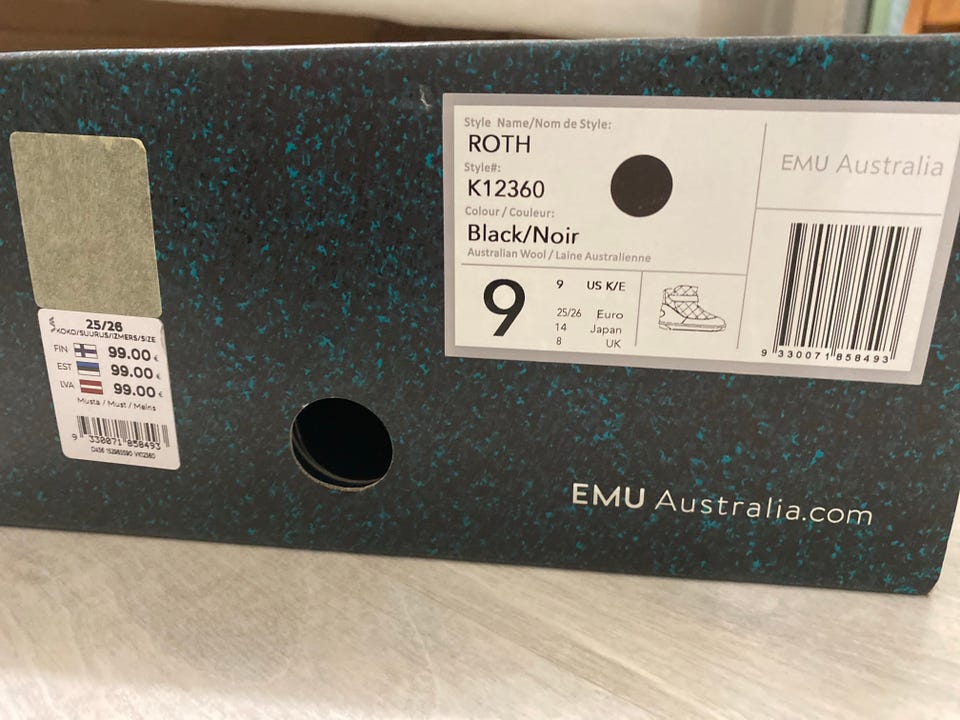 25/26
KOKO/SUURUS/IZMERS/SIZE
FIN 99.00 €
EST 99.00 €
LVA 99.00 €
Musta / Must / Melns
9 330071 858493
Style Name/Nom de Style:
ROTH
Style#:
K12360
Colour / Couleur:
Black/Noir
Australian Wool / Laine Australienne
9
9 US K/E
25/26 Euro
14 Japan
8 UK
EMU Australia
9 330071 858493
EMU Australia.com